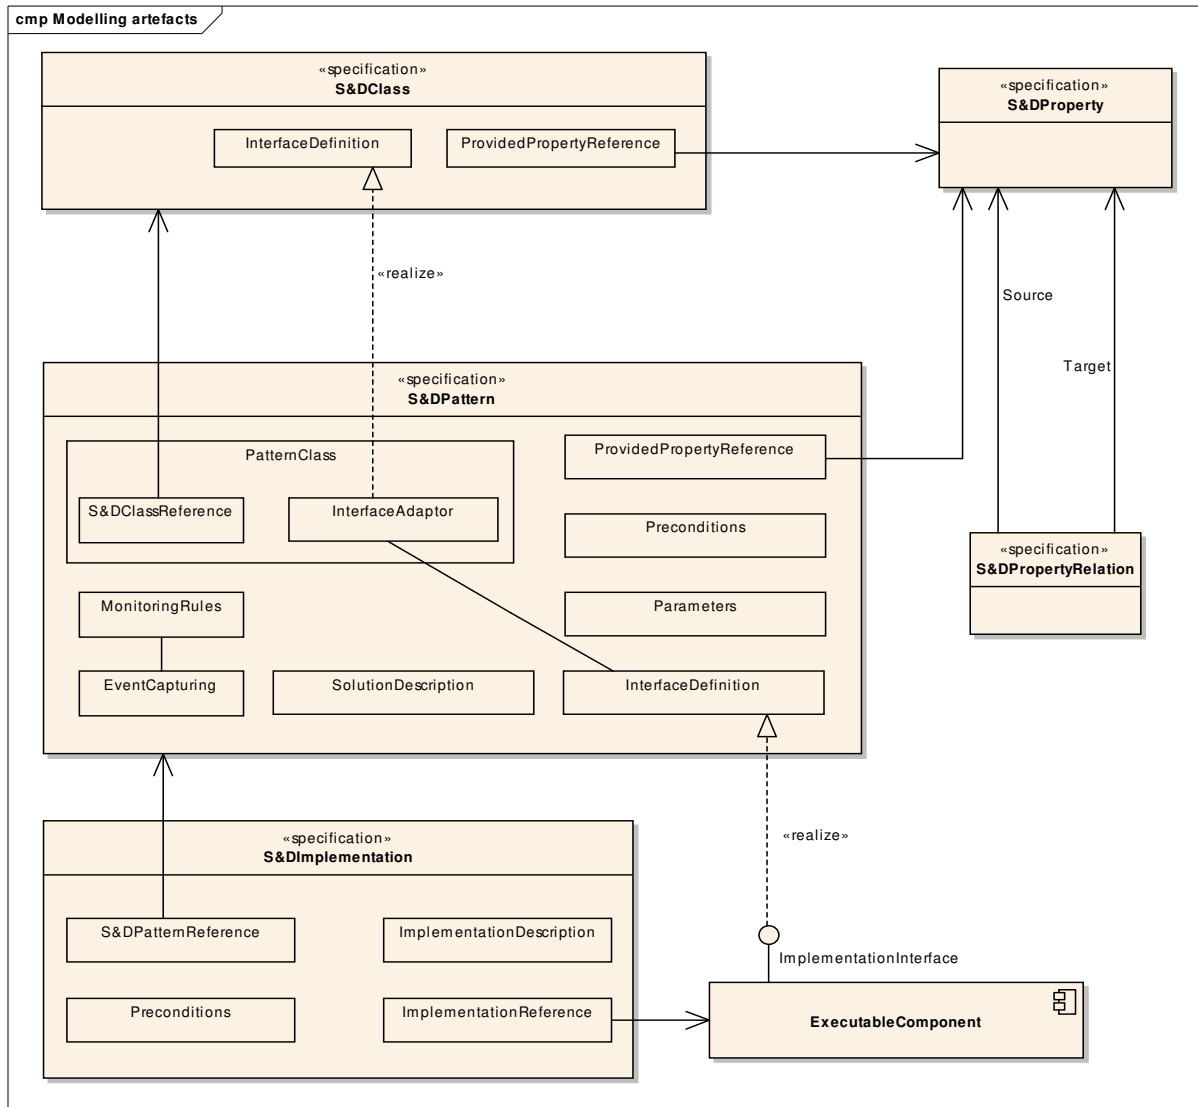 cmp Modelling artefacts
«specification»
S&DClass
InterfaceDefinition
ProvidedPropertyReference
«specification»
S&DProperty
«realize»
Source
Target
«specification»
S&DPattern
PatternClass
S&DClassReference
InterfaceAdaptor
ProvidedPropertyReference
Preconditions
Parameters
MonitoringRules
EventCapturing
SolutionDescription
InterfaceDefinition
«specification»
S&DPropertyRelation
«realize»
«specification»
S&DImplementation
S&DPatternReference
ImplementationDescription
Preconditions
ImplementationReference
ImplementationInterface
ExecutableComponent